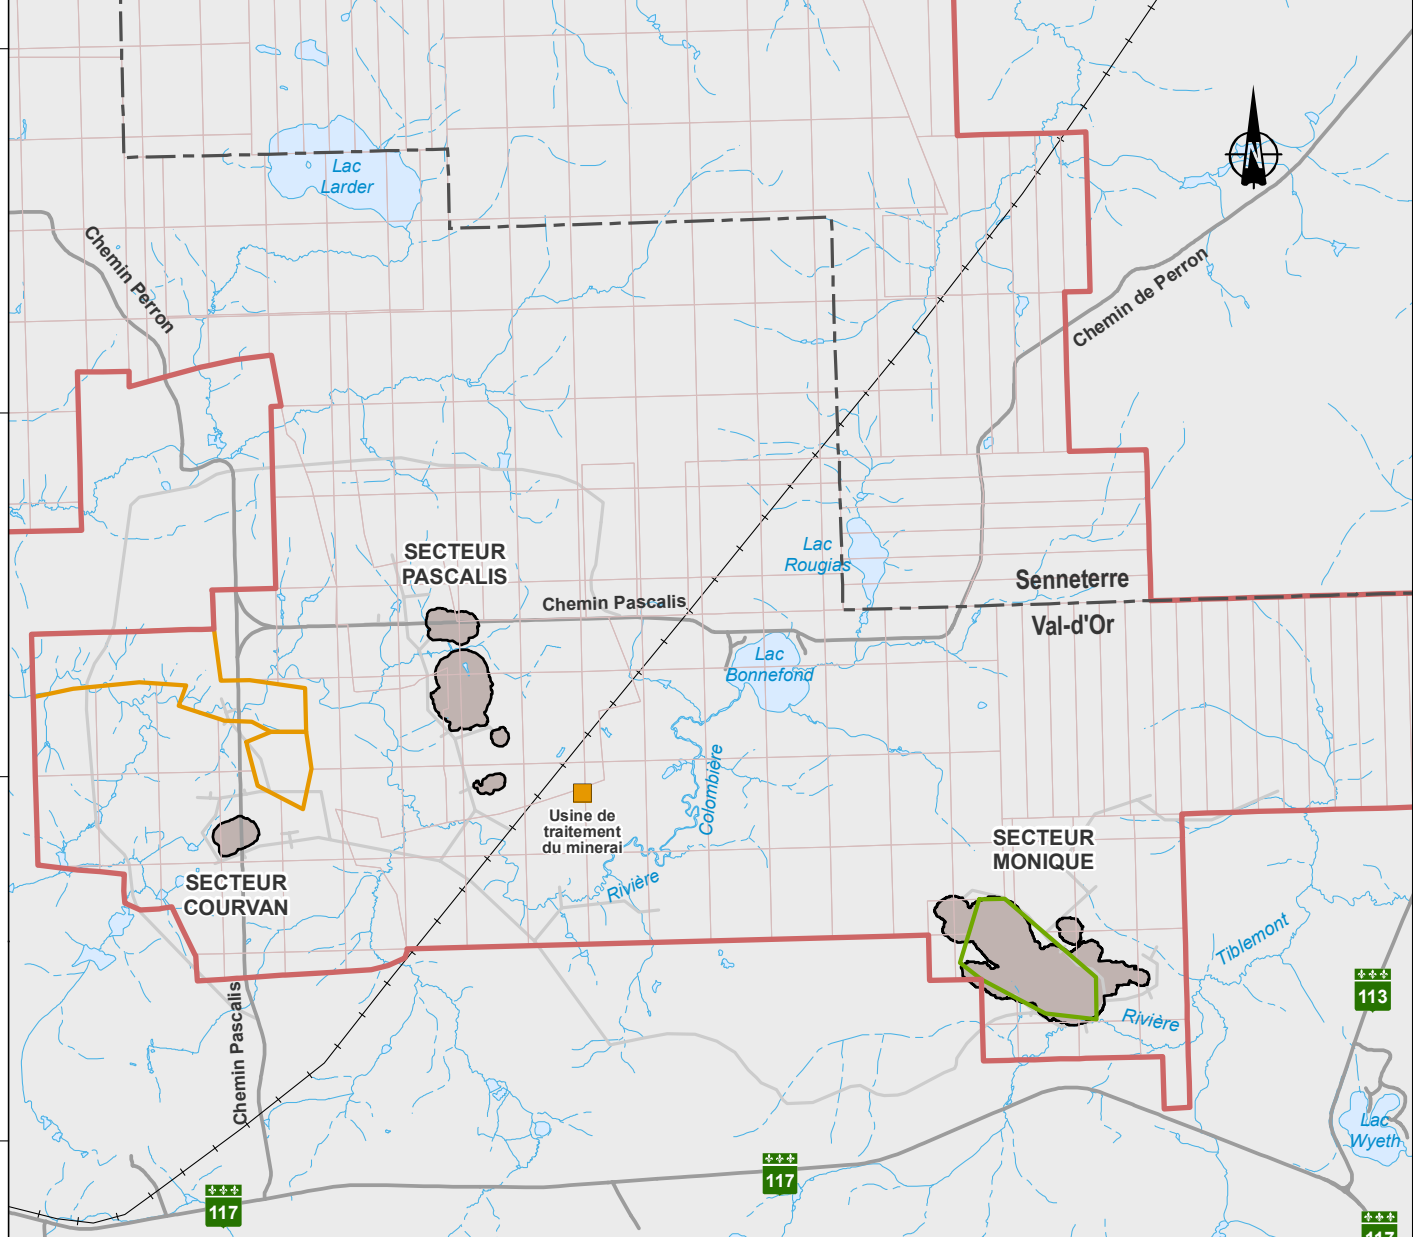 Lac
Larder
N
Chemin Perron
Chemin de Perron
SECTEUR
PASCALIS
Lac
Rougias
Senneterre
Chemin Pascalis
Val-d'Or
Lac
Bonnefond
Colombière
Usine de
traitement
du minerai
SECTEUR
MONIQUE
Rivière
SECTEUR
COURVAN
Tiblemont
113
Rivière
Chemin Pascalis
Lac
Wyeth
117
117
117